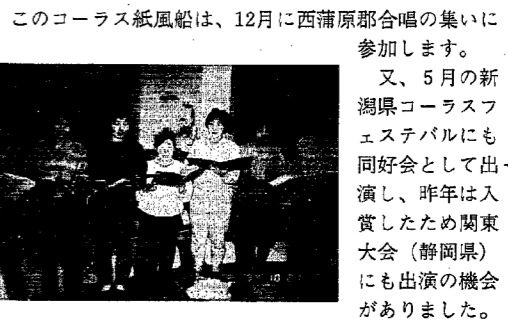 このコーラス紙風船は、12月に西蒲原郡合唱の集いに
参加します。
又、５月の新
潟県コーラスフ
ェステバルにも
同好会として出
演し、昨年は入
賞したため関東
大会（静岡県）
にも出演の機会
がありました。